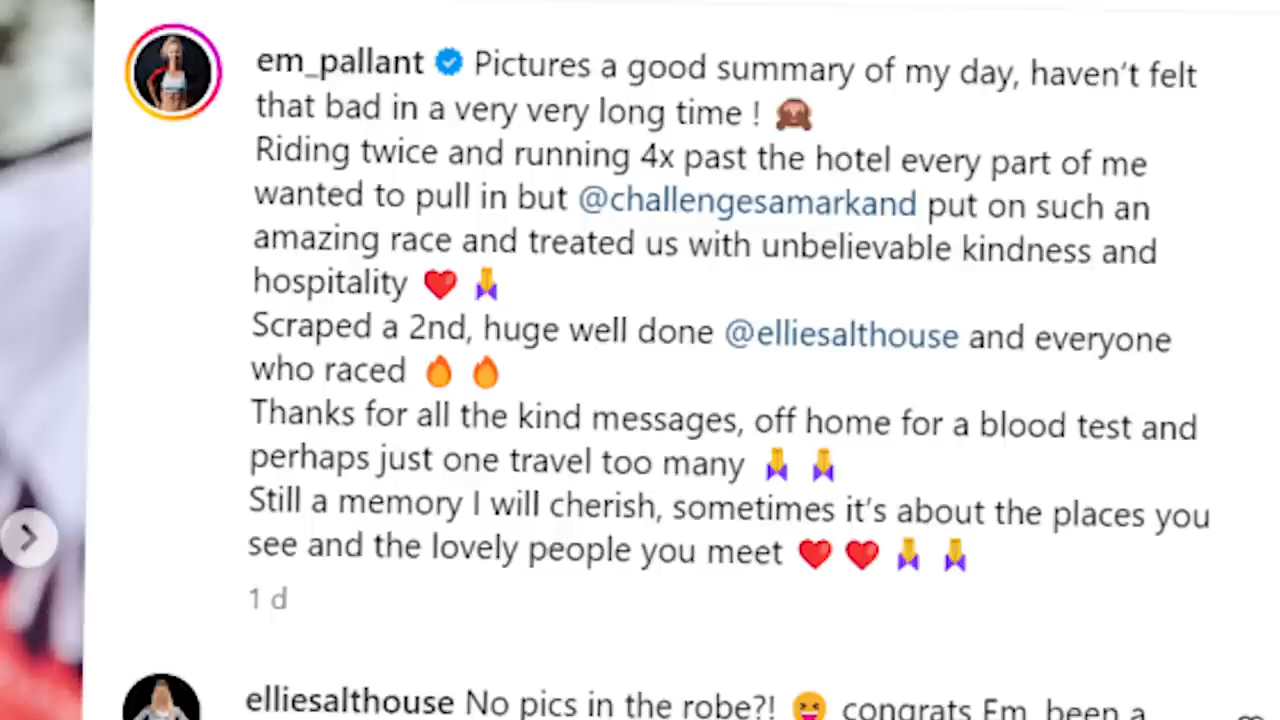 em_pallant Pictures a good summary of my day, haven't felt
that bad in a very very long time ! 🙈
Riding twice and running 4x past the hotel every part of me
wanted to pull in but @challengesamarkand put on such an
amazing race and treated us with unbelievable kindness and
hospitality ❤️ 🙏
Scraped a 2nd, huge well done @elliesalthouse and everyone
who raced 🔥 🔥
Thanks for all the kind messages, off home for a blood test and
perhaps just one travel too many 🙏 🙏
Still a memory I will cherish, sometimes it's about the places you
see and the lovely people you meet ❤️ ❤️ 🙏 🙏
1 d
elliesalthouse No pics in the robe?! 😝 congrats Em, been a